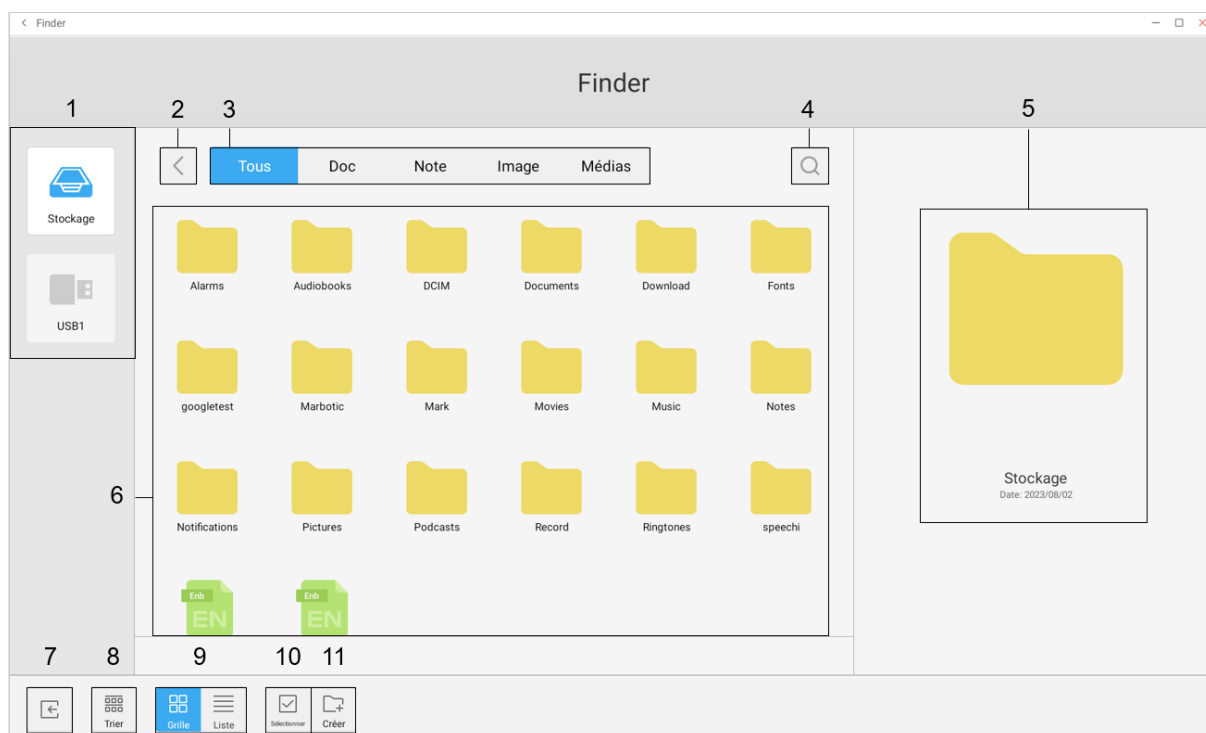 Finder
Finder
1
2
3
4
5
Tous Doc Note Image Médias
Stockage
USB1
Alarms Audiobooks DCIM Documents Download Fonts
googletest Marbotic Mark Movies Music Notes
6
Notifications Pictures Podcasts Record Ringtones speechi
Enb
EN
Enb
EN
Stockage
Date: 2023/08/02
7
8
9
10
11
Trier
Grille
Liste
Sélectionner
Créer